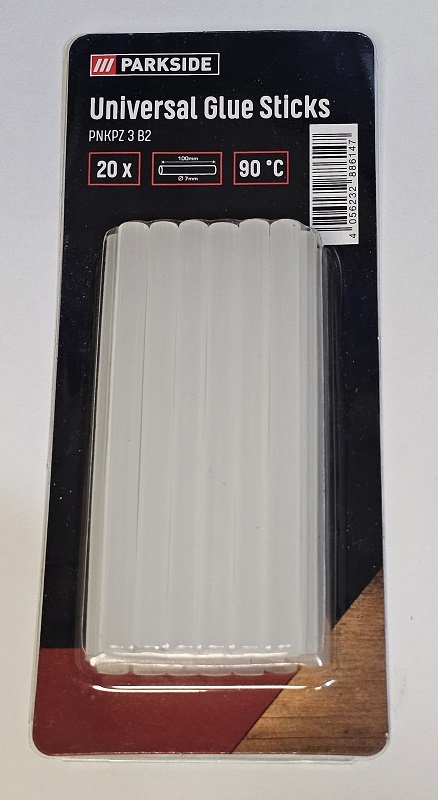 /// PARKSIDE
Universal Glue Sticks
PNKPZ 3 B2
20 x
100mm
Ø 7mm
90 °C
4 056232 886147